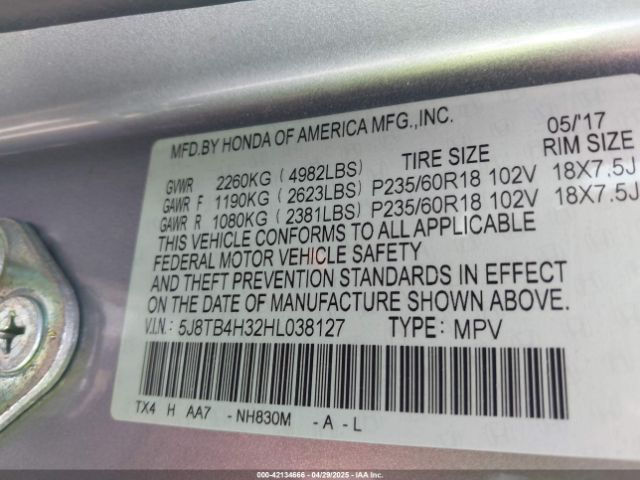 MFD.BY HONDA OF AMERICA MFG.,INC. 05/'17
TIRE SIZE RIM SIZE
GVWR 2260KG (4982LBS)
GAWR F 1190KG (2623LBS) P235/60R18 102V 18X7.5J
GAWR R 1080KG (2381LBS) P235/60R18 102V 18X7.5J
THIS VEHICLE CONFORMS TO ALL APPLICABLE
FEDERAL MOTOR VEHICLE SAFETY
AND THEFT PREVENTION STANDARDS IN EFFECT
ON THE DATE OF MANUFACTURE SHOWN ABOVE.
V.I.N.: 5J8TB4H32HL038127 TYPE: MPV
TX4 H AA7 -NH830M -A -L
IAAI: 42134666 | 04/29/2025 | IAA, Inc.